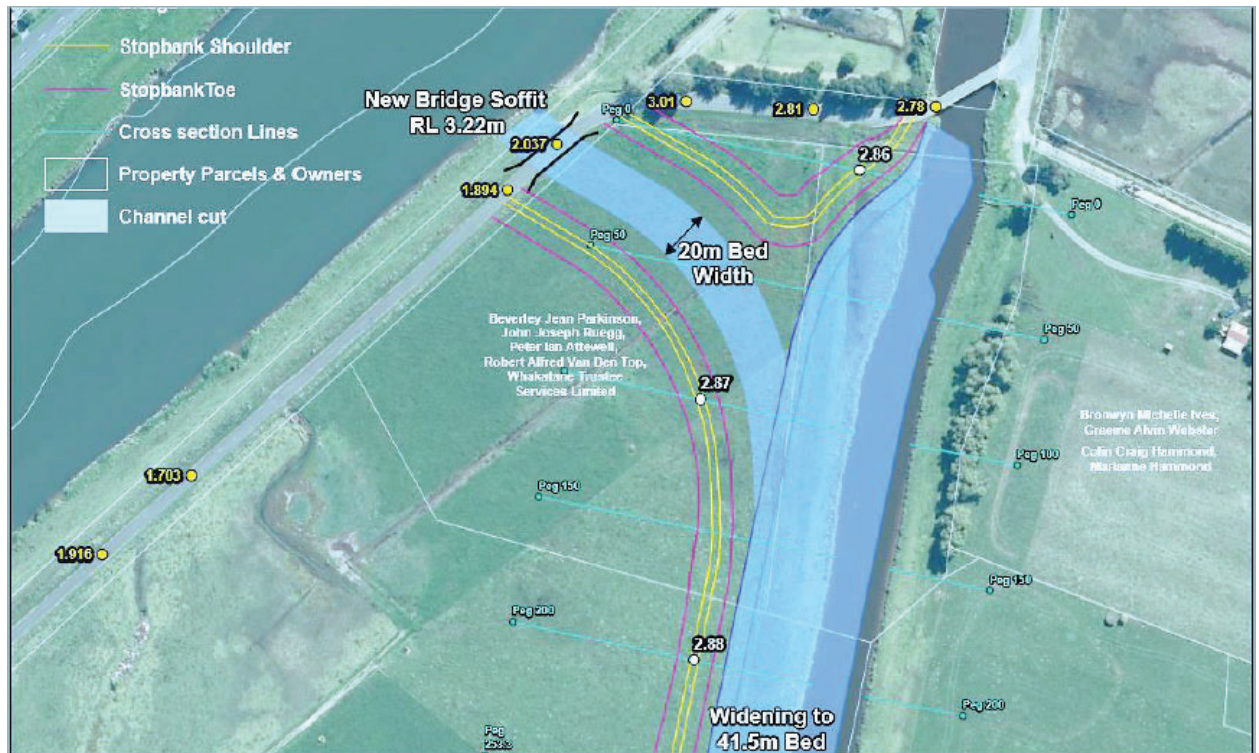 Stopbank Shoulder
StopbankToe
Cross section Lines
Property Parcels & Owners
Channel cut
New Bridge Soffit
RL 3.22m
2.037
1.894
Peg 0
3.01
2.81
2.78
2.86
Peg 0
Peg 50
20m Bed
Width
Beverley Jean Parkinson,
John Joseph Ruegg,
Peter Ian Attewell,
Robert Alfred Van Den Top,
Whakatane Trustee
Services Limited
Peg 50
2.87
Bronwyn Michelle Ives,
Graeme Alvin Webster
Colin Craig Hammond,
Marianne Hammond
Peg 100
1.703
Peg 150
1.916
Peg 150
Peg 200
2.88
Peg 200
Widening to
41.5m Bed
Peg
253.3